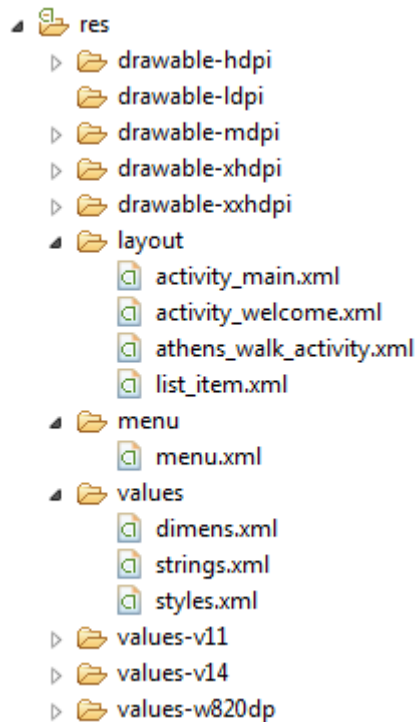 res
drawable-hdpi
drawable-ldpi
drawable-mdpi
drawable-xhdpi
drawable-xxhdpi
layout
activity_main.xml
activity_welcome.xml
athens_walk_activity.xml
list_item.xml
menu
menu.xml
values
dimens.xml
strings.xml
styles.xml
values-v11
values-v14
values-w820dp